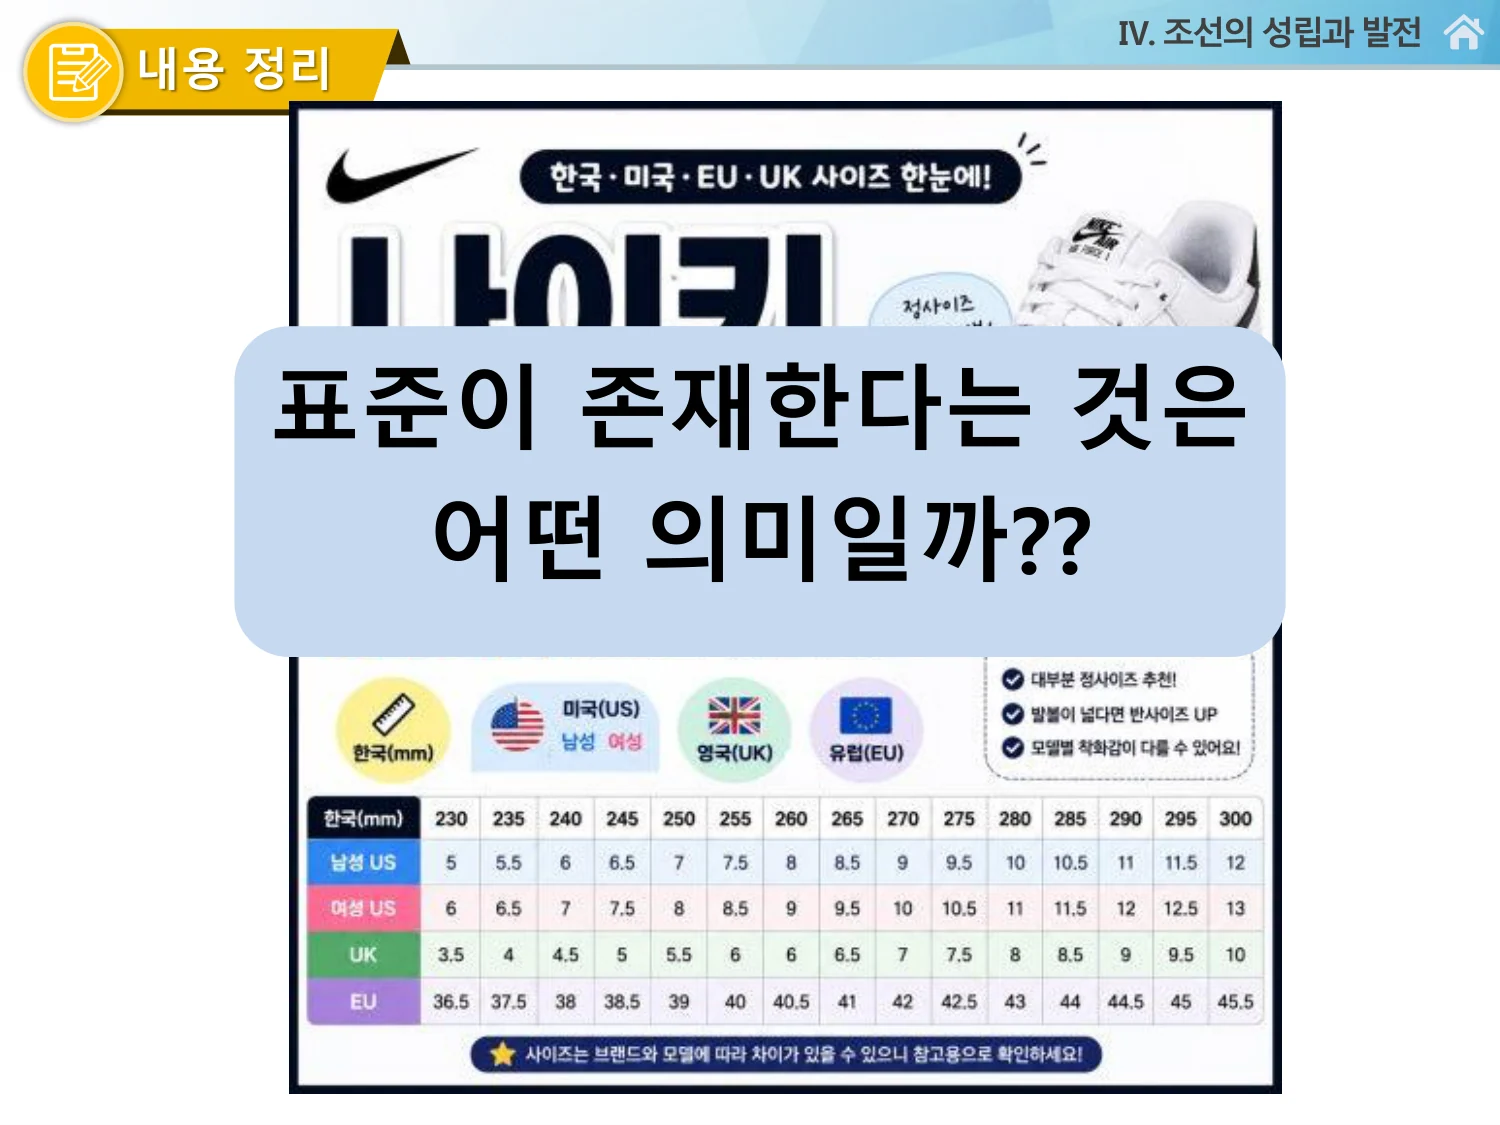 IV. 조선의 성립과 발전
내용 정리
한국·미국·EU·UK 사이즈 한눈에!
나이키
NIKE
AIR
정사이즈
표준이 존재한다는 것은
어떤 의미일까??
대부분 정사이즈 추천!
발볼이 넓다면 반사이즈 UP
모델별 착화감이 다를 수 있어요!
한국(mm)
미국(US)
남성 여성
영국(UK)
유럽(EU)
한국(mm) 230 235 240 245 250 255 260 265 270 275 280 285 290 295 300
남성 US 5 5.5 6 6.5 7 7.5 8 8.5 9 9.5 10 10.5 11 11.5 12
여성 US 6 6.5 7 7.5 8 8.5 9 9.5 10 10.5 11 11.5 12 12.5 13
UK 3.5 4 4.5 5 5.5 6 6 6.5 7 7.5 8 8.5 9 9.5 10
EU 36.5 37.5 38 38.5 39 40 40.5 41 42 42.5 43 44 44.5 45 45.5
사이즈는 브랜드와 모델에 따라 차이가 있을 수 있으니 참고용으로 확인하세요!